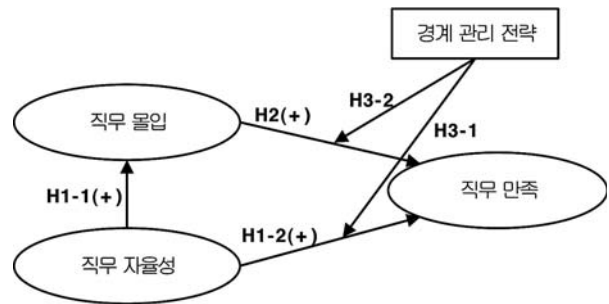 경계 관리 전략
H3-2
직무 몰입
H2(+)
H3-1
직무 만족
H1-1(+)
H1-2(+)
직무 자율성